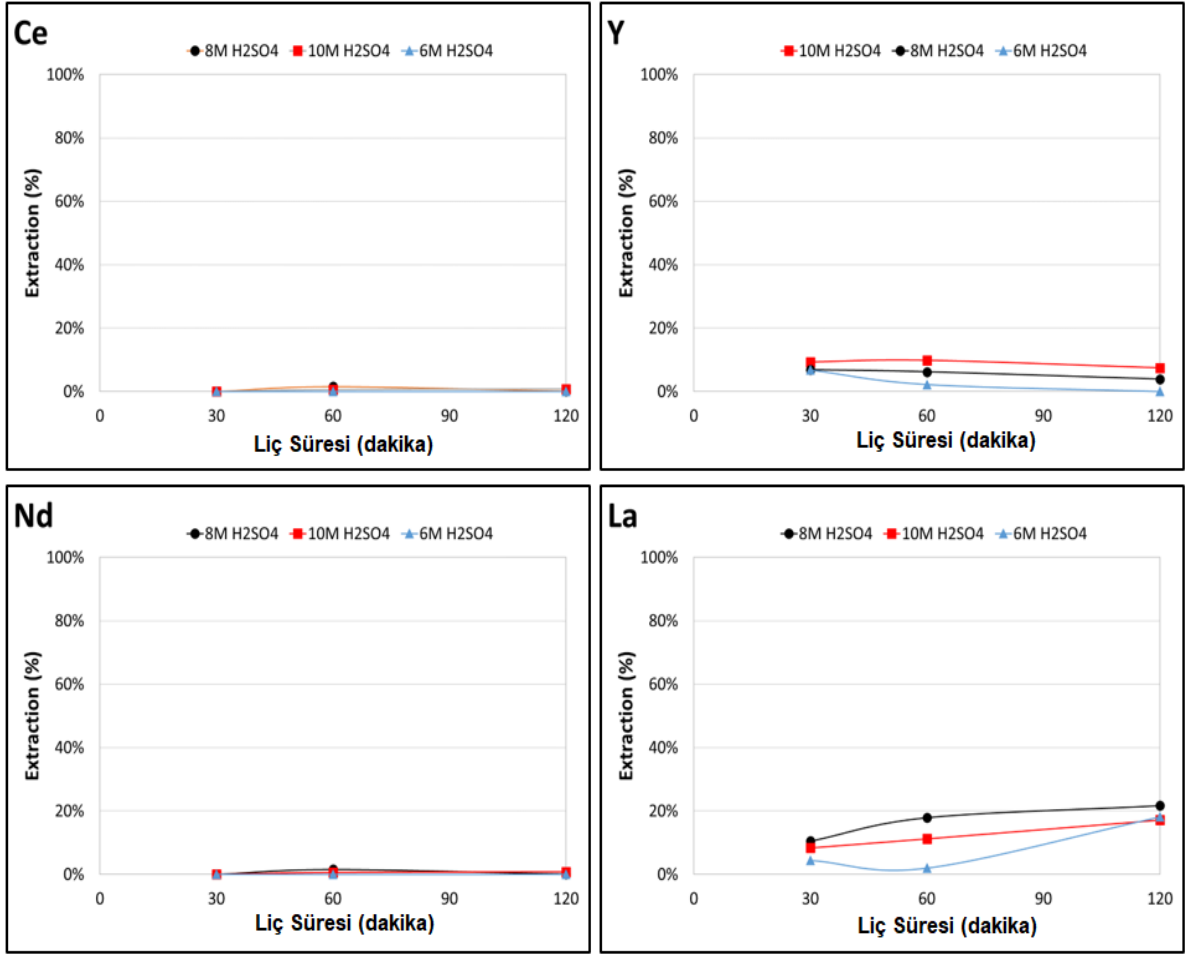 Ce
8M H2SO4 10M H2SO4 6M H2SO4
100%
80%
60%
40%
20%
0%
0 30 60 90 120
Extraction (%)
Liç Süresi (dakika)
Y
10M H2SO4 8M H2SO4 6M H2SO4
100%
80%
60%
40%
20%
0%
0 30 60 90 120
Extraction (%)
Liç Süresi (dakika)
Nd
8M H2SO4 10M H2SO4 6M H2SO4
100%
80%
60%
40%
20%
0%
0 30 60 90 120
Extraction (%)
Liç Süresi (dakika)
La
8M H2SO4 10M H2SO4 6M H2SO4
100%
80%
60%
40%
20%
0%
0 30 60 90 120
Extraction (%)
Liç Süresi (dakika)